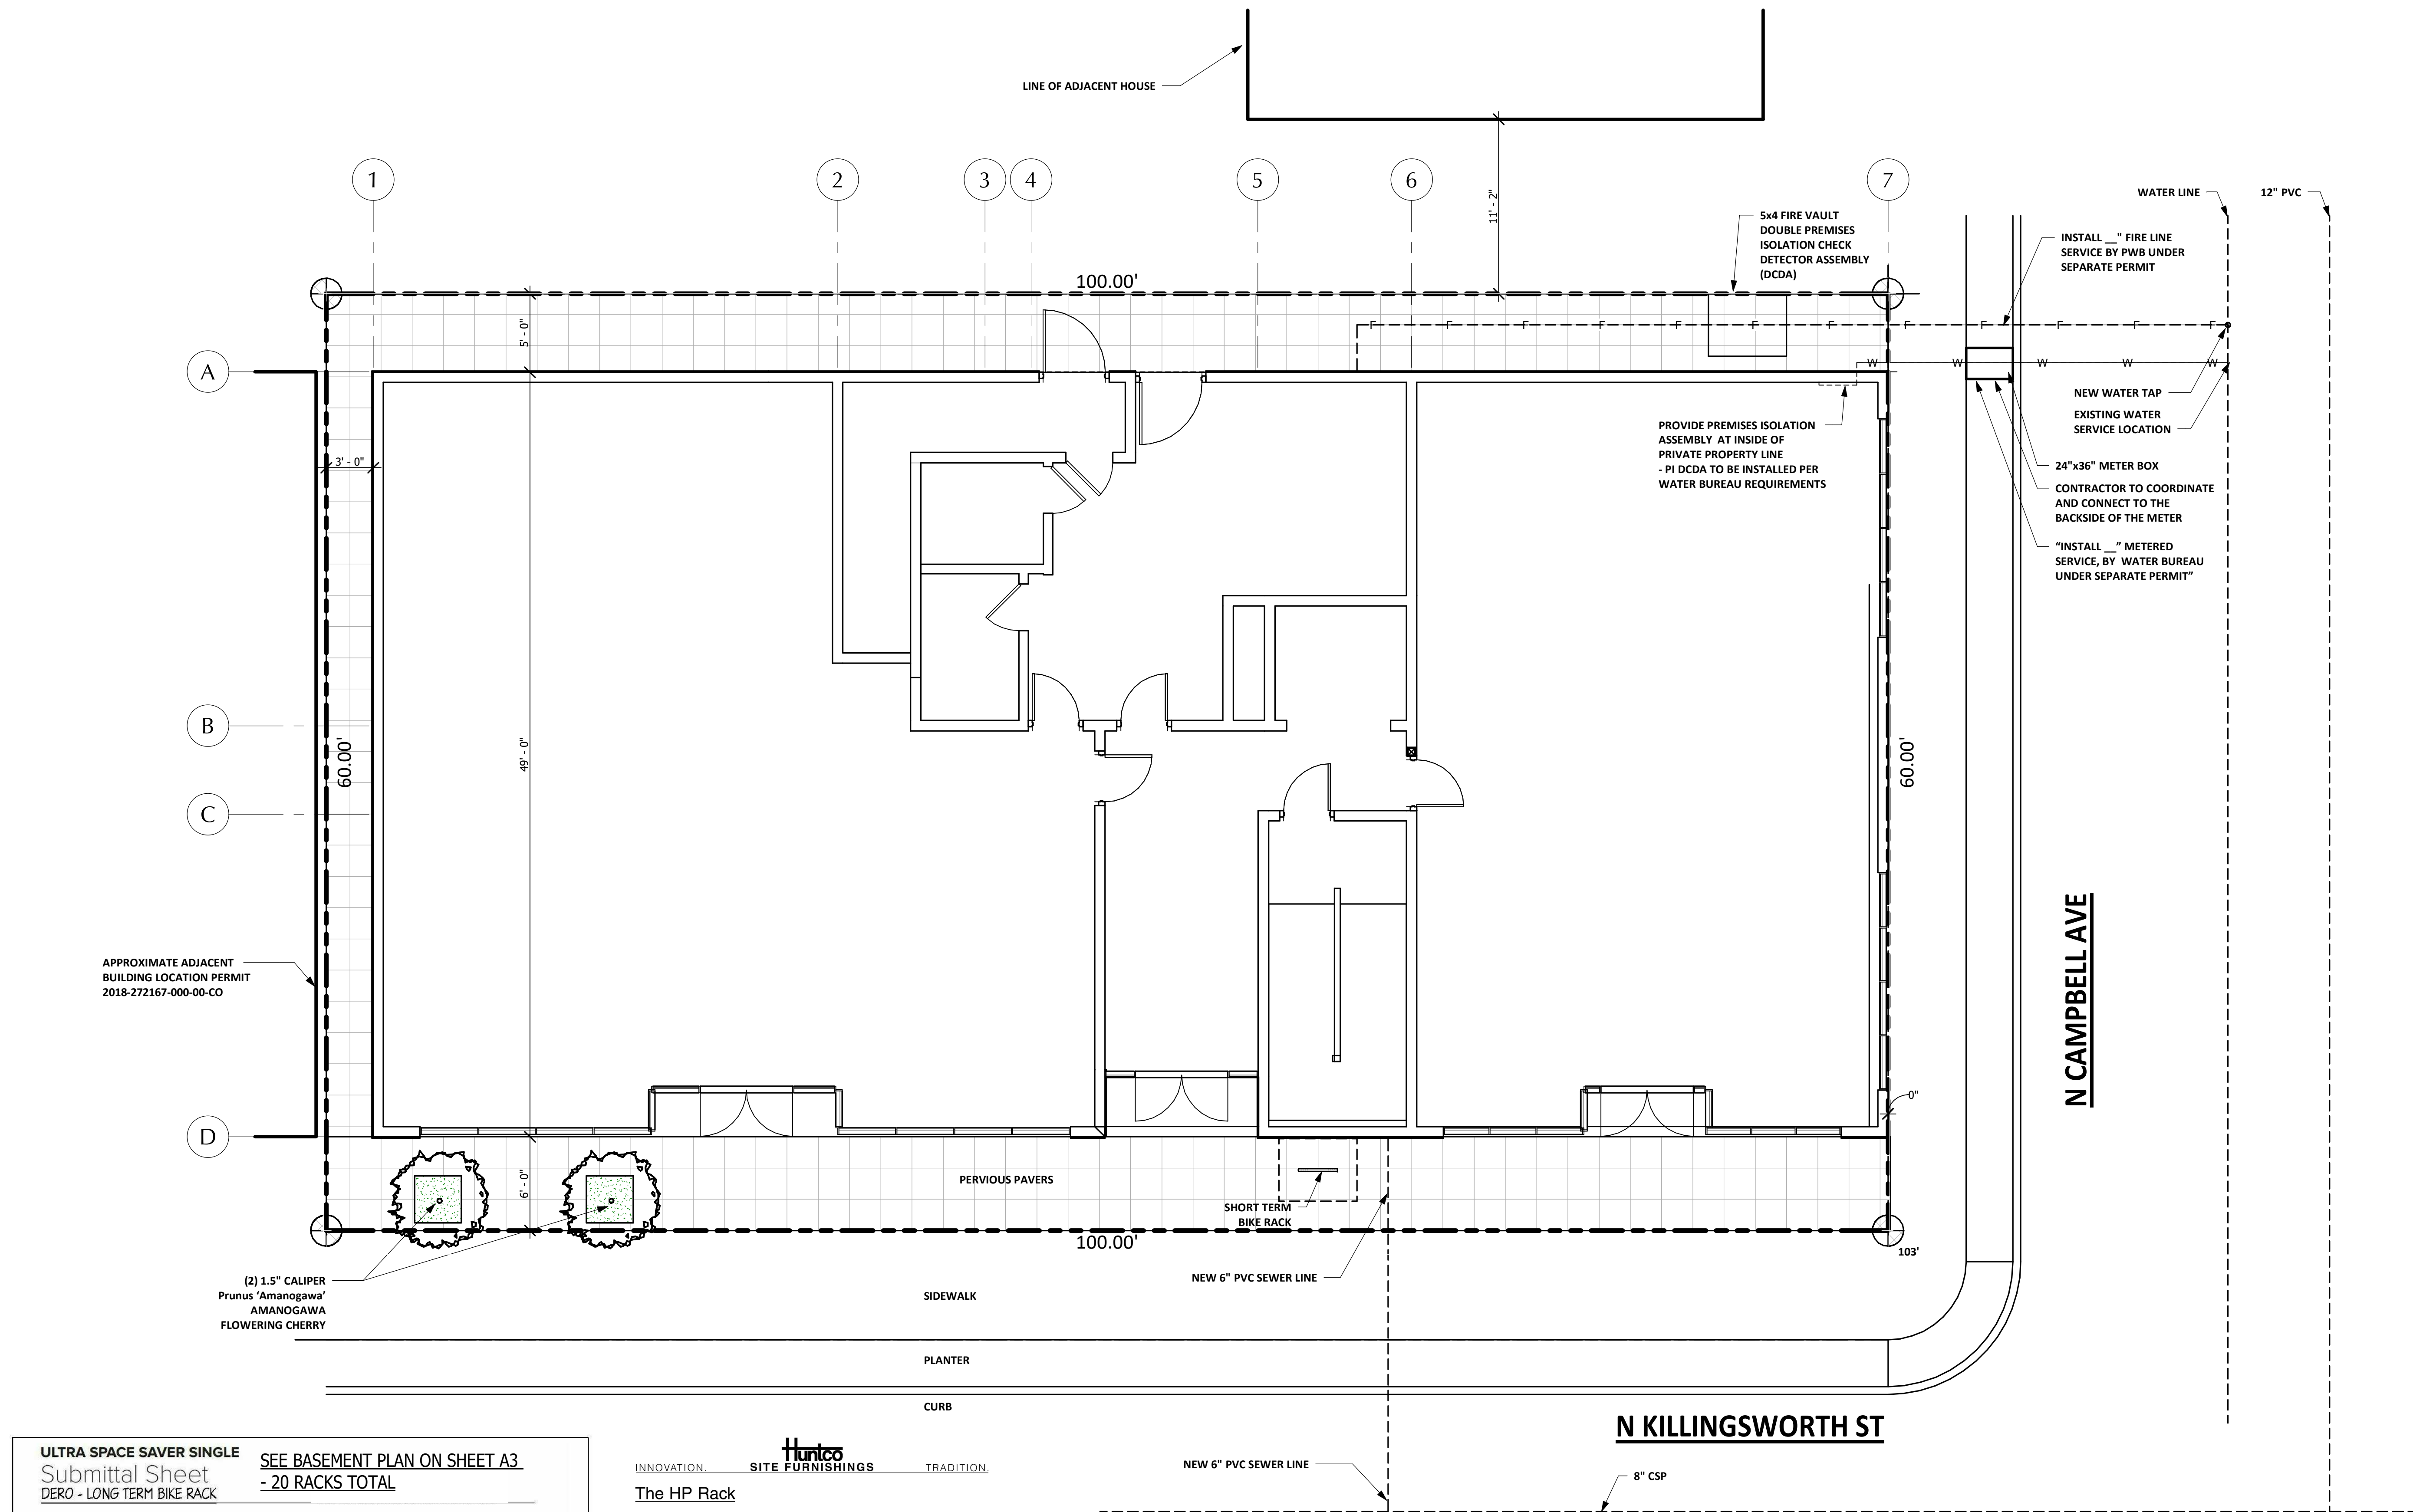 LINE OF ADJACENT HOUSE
1
2
3
4
5
6
7
11' - 2"
WATER LINE
12" PVC
5x4 FIRE VAULT
DOUBLE PREMISES
ISOLATION CHECK
DETECTOR ASSEMBLY
(DCDA)
INSTALL __" FIRE LINE
SERVICE BY PWB UNDER
SEPARATE PERMIT
100.00'
5' - 0"
F F F F F F F F F F F F
A
W W W W W
3' - 0"
NEW WATER TAP
EXISTING WATER
SERVICE LOCATION
PROVIDE PREMISES ISOLATION
ASSEMBLY AT INSIDE OF
PRIVATE PROPERTY LINE
- PI DCDA TO BE INSTALLED PER
WATER BUREAU REQUIREMENTS
24"x36" METER BOX
CONTRACTOR TO COORDINATE
AND CONNECT TO THE
BACKSIDE OF THE METER
“INSTALL __” METERED
SERVICE, BY WATER BUREAU
UNDER SEPARATE PERMIT”
B
60.00'
49' - 0"
60.00'
C
APPROXIMATE ADJACENT
BUILDING LOCATION PERMIT
2018-272167-000-00-CO
N CAMPBELL AVE
0"
D
6' - 0"
PERVIOUS PAVERS
SHORT TERM
BIKE RACK
100.00'
103'
(2) 1.5" CALIPER
Prunus ‘Amanogawa’
AMANOGAWA
FLOWERING CHERRY
NEW 6" PVC SEWER LINE
SIDEWALK
PLANTER
CURB
N KILLINGSWORTH ST
ULTRA SPACE SAVER SINGLE
Submittal Sheet
DERO - LONG TERM BIKE RACK
SEE BASEMENT PLAN ON SHEET A3
- 20 RACKS TOTAL
Huntco
INNOVATION. SITE FURNISHINGS TRADITION.
The HP Rack
NEW 6" PVC SEWER LINE
8" CSP